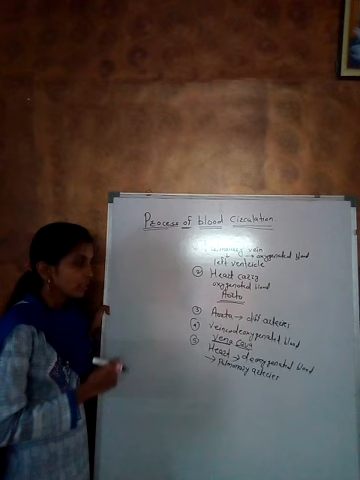 Process of blood Circulation.
Pulmonary vein
→ oxygenated blood
left ventricle
② Heart carry
oxygenated blood
Aorta
③ Aorta → diff arteries
④ veins deoxygenated blood
Vena Cava
⑤ Heart → deoxygenated blood
→ Pulmonary arteries